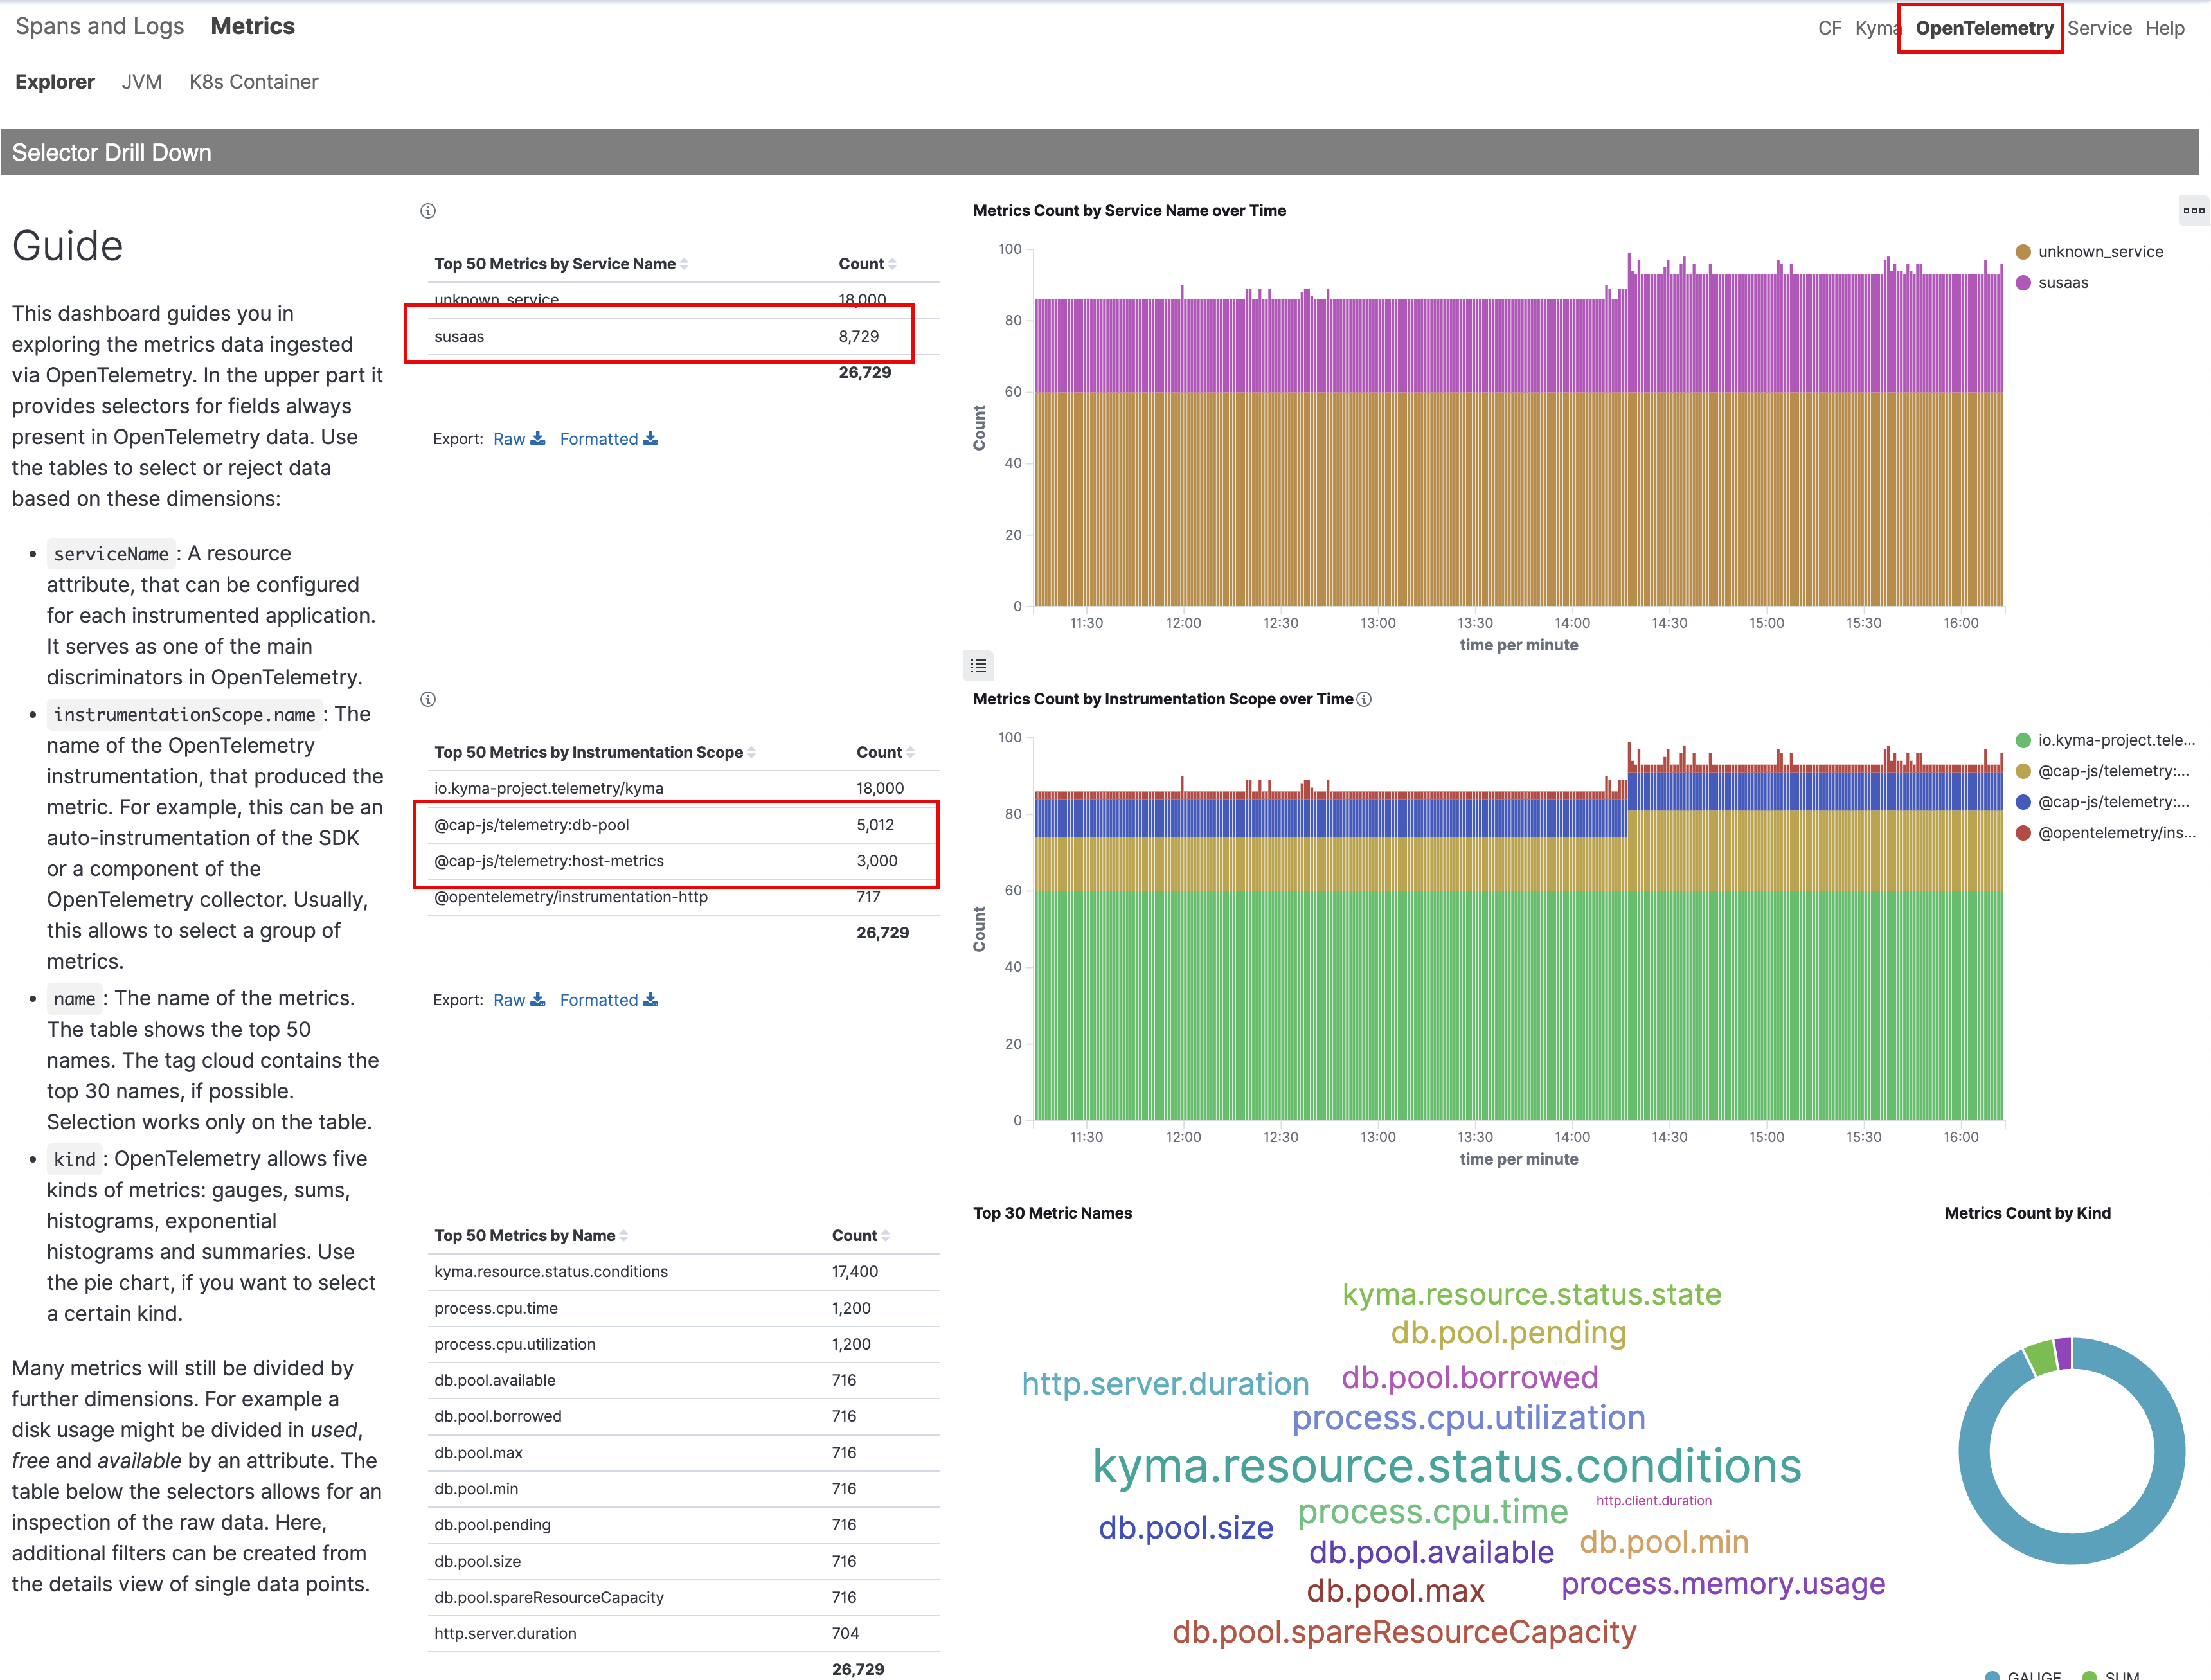 Spans and Logs Metrics
CF Kyma OpenTelemetry Service Help
Explorer JVM K8s Container
Selector Drill Down
Guide
This dashboard guides you in
exploring the metrics data ingested
via OpenTelemetry. In the upper part it
provides selectors for fields always
present in OpenTelemetry data. Use
the tables to select or reject data
based on these dimensions:
• serviceName : A resource
attribute, that can be configured
for each instrumented application.
It serves as one of the main
discriminators in OpenTelemetry.
• instrumentationScope.name : The
name of the OpenTelemetry
instrumentation, that produced the
metric. For example, this can be an
auto-instrumentation of the SDK
or a component of the
OpenTelemetry collector. Usually,
this allows to select a group of
metrics.
• name : The name of the metrics.
The table shows the top 50
names. The tag cloud contains the
top 30 names, if possible.
Selection works only on the table.
• kind : OpenTelemetry allows five
kinds of metrics: gauges, sums,
histograms, exponential
histograms and summaries. Use
the pie chart, if you want to select
a certain kind.
Many metrics will still be divided by
further dimensions. For example a
disk usage might be divided in used,
free and available by an attribute. The
table below the selectors allows for an
inspection of the raw data. Here,
additional filters can be created from
the details view of single data points.
Top 50 Metrics by Service Name Count
unknown_service 18,000
susaas 8,729
26,729
Export: Raw Formatted
Metrics Count by Service Name over Time
100
80
60
40
20
0
Count
11:30 12:00 12:30 13:00 13:30 14:00 14:30 15:00 15:30 16:00
time per minute
unknown_service
susaas
Top 50 Metrics by Instrumentation Scope Count
io.kyma-project.telemetry/kyma 18,000
@cap-js/telemetry:db-pool 5,012
@cap-js/telemetry:host-metrics 3,000
@opentelemetry/instrumentation-http 717
26,729
Export: Raw Formatted
Metrics Count by Instrumentation Scope over Time
100
80
60
40
20
0
Count
11:30 12:00 12:30 13:00 13:30 14:00 14:30 15:00 15:30 16:00
time per minute
io.kyma-project.tele...
@cap-js/telemetry:...
@cap-js/telemetry:...
@opentelemetry/ins...
Top 50 Metrics by Name Count
kyma.resource.status.conditions 17,400
process.cpu.time 1,200
process.cpu.utilization 1,200
db.pool.available 716
db.pool.borrowed 716
db.pool.max 716
db.pool.min 716
db.pool.pending 716
db.pool.size 716
db.pool.spareResourceCapacity 716
http.server.duration 704
26,729
Top 30 Metric Names
kyma.resource.status.state
db.pool.pending
http.server.duration db.pool.borrowed
process.cpu.utilization
kyma.resource.status.conditions
http.client.duration
process.cpu.time
db.pool.size
db.pool.min
db.pool.available
process.memory.usage
db.pool.max
db.pool.spareResourceCapacity
Metrics Count by Kind
GAUGE SUM